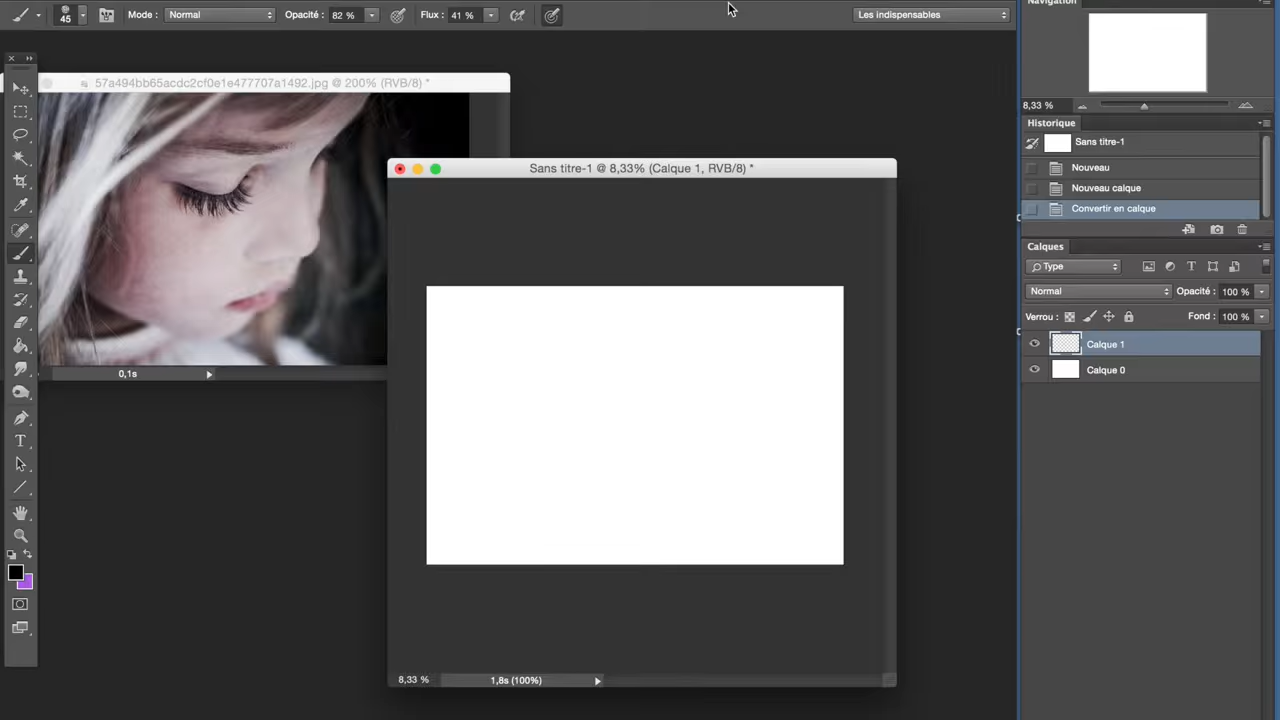 45 Mode : Normal Opacité : 82 % Flux : 41 % Les indispensables
Navigation
57a494bb65acdc2cf0e1e477707a1492.jpg @ 200% (RVB/8) *
8,33 %
Historique
Sans titre-1
Nouveau
Nouveau calque
Convertir en calque
Sans titre-1 @ 8,33% (Calque 1, RVB/8) *
Calques
Type
Normal Opacité : 100 %
Verrou : Fond : 100 %
Calque 1
Calque 0
0,1s
T
8,33 % 1,8s (100%)